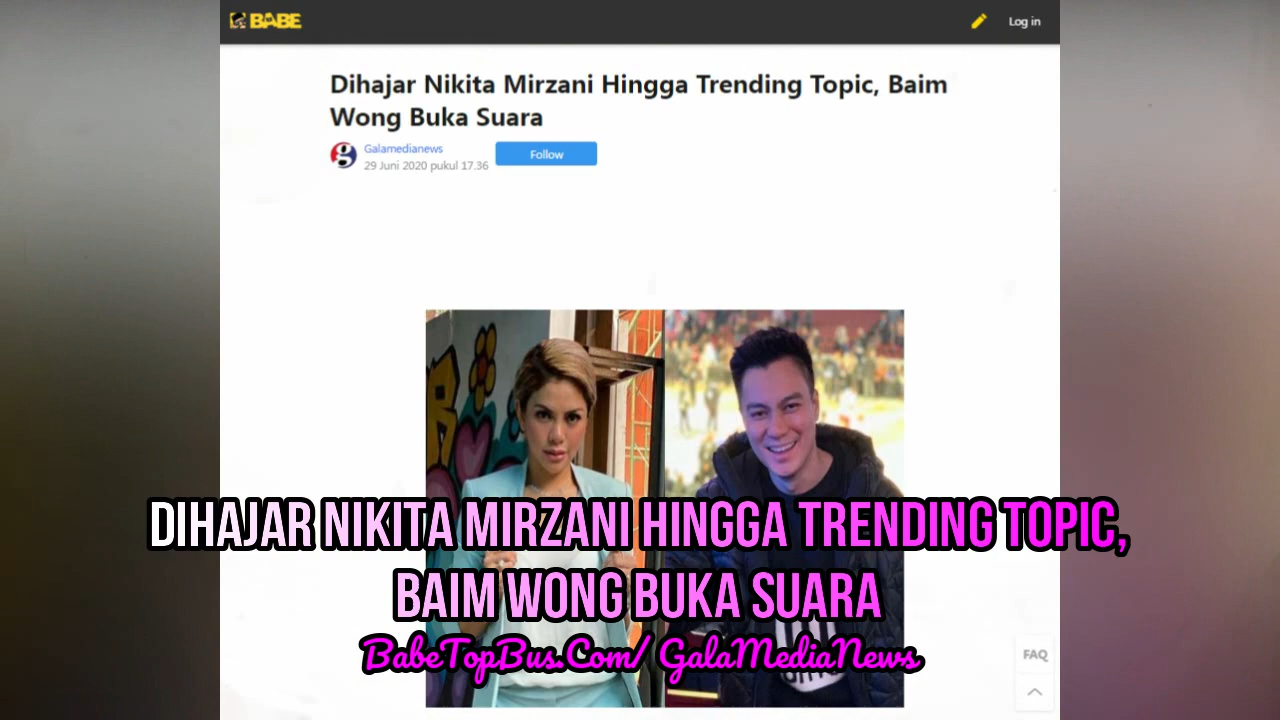 BABE
Log in
Dihajar Nikita Mirzani Hingga Trending Topic, Baim
Wong Buka Suara
Galamedianews
29 Juni 2020 pukul 17.36
Follow
DIHAJAR NIKITA MIRZANI HINGGA TRENDING TOPIC,
BAIM WONG BUKA SUARA
BabeTopBus.Com/ GalaMediaNews
FAQ